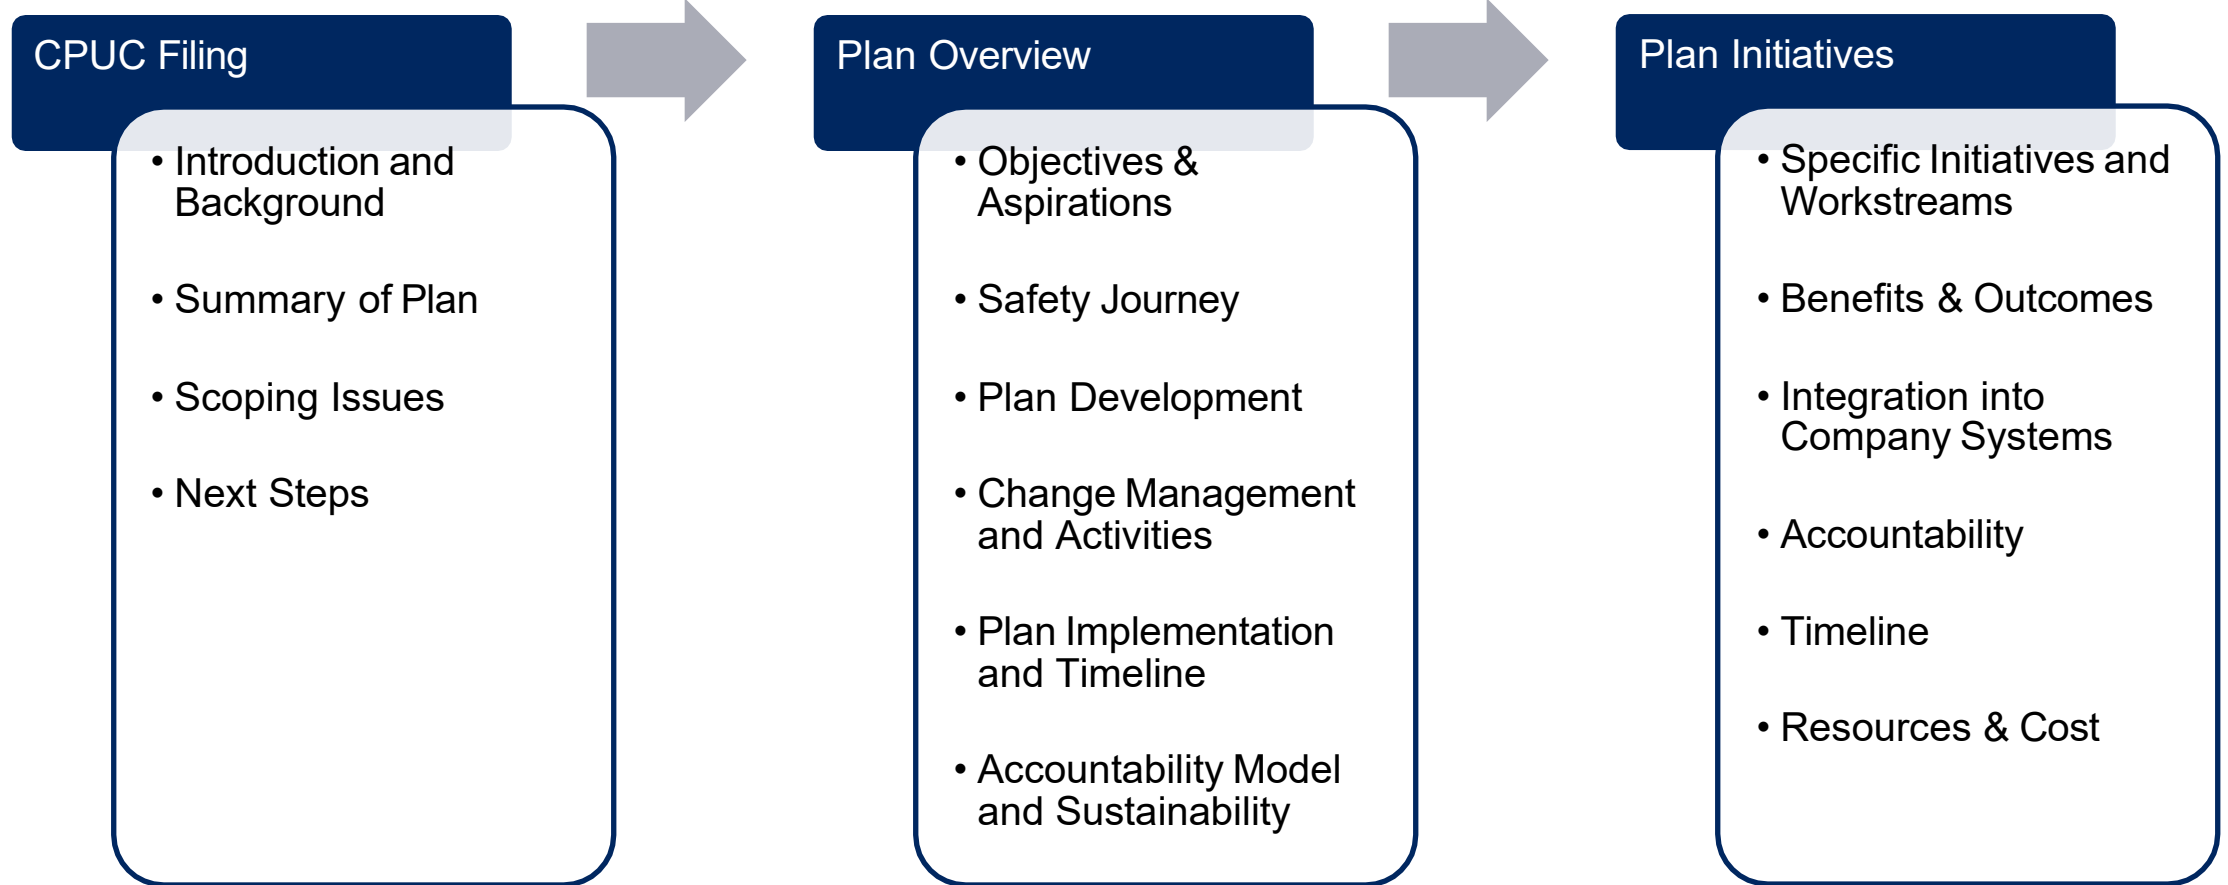 CPUC Filing
• Introduction and
Background
• Summary of Plan
• Scoping Issues
• Next Steps
Plan Overview
• Objectives &
Aspirations
• Safety Journey
• Plan Development
• Change Management
and Activities
• Plan Implementation
and Timeline
• Accountability Model
and Sustainability
Plan Initiatives
• Specific Initiatives and
Workstreams
• Benefits & Outcomes
• Integration into
Company Systems
• Accountability
• Timeline
• Resources & Cost